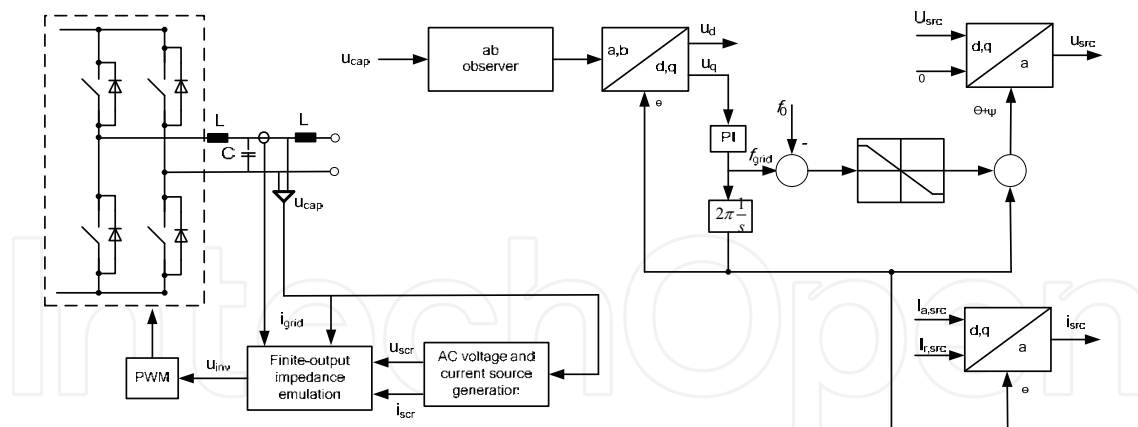 L
L
C
u_cap
i_grid
PWM
u_inv
Finite-output
impedance
emulation
u_scr
i_scr
AC voltage and
current source
generation
u_cap
ab
observer
a,b
d,q
u_d
u_q
ɵ
PI
f_grid
f_0
-
2π 1/s
U_src
0
d,q
a
u_src
ɵ+ψ
I_a,src
I_r,src
d,q
a
i_src
ɵ
IntechOpen